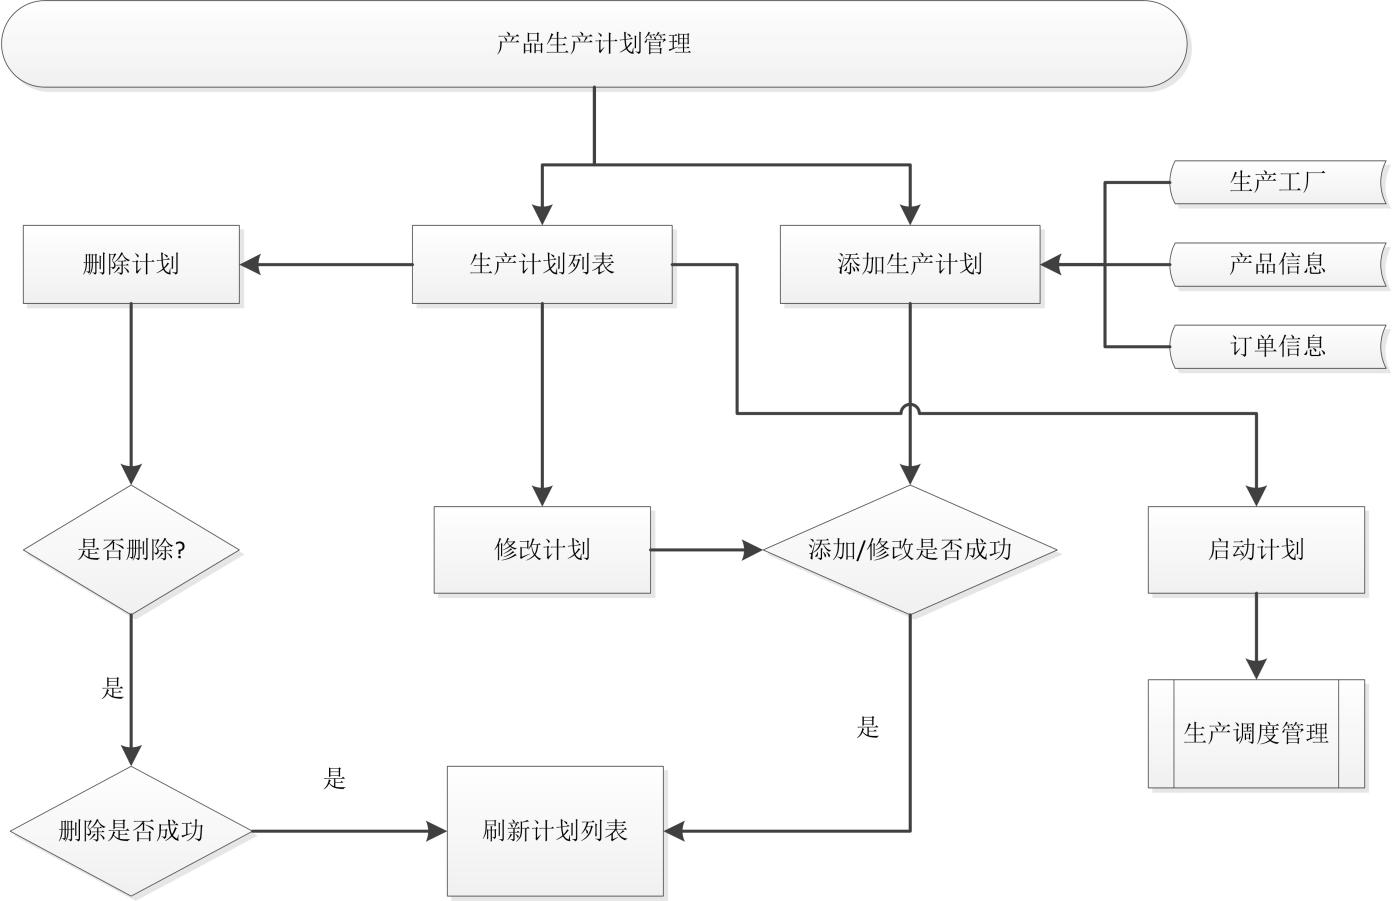 产品生产计划管理
生产工厂
删除计划
生产计划列表
添加生产计划
产品信息
订单信息
是否删除?
修改计划
添加/修改是否成功
启动计划
是
是
生产调度管理
是
删除是否成功
刷新计划列表